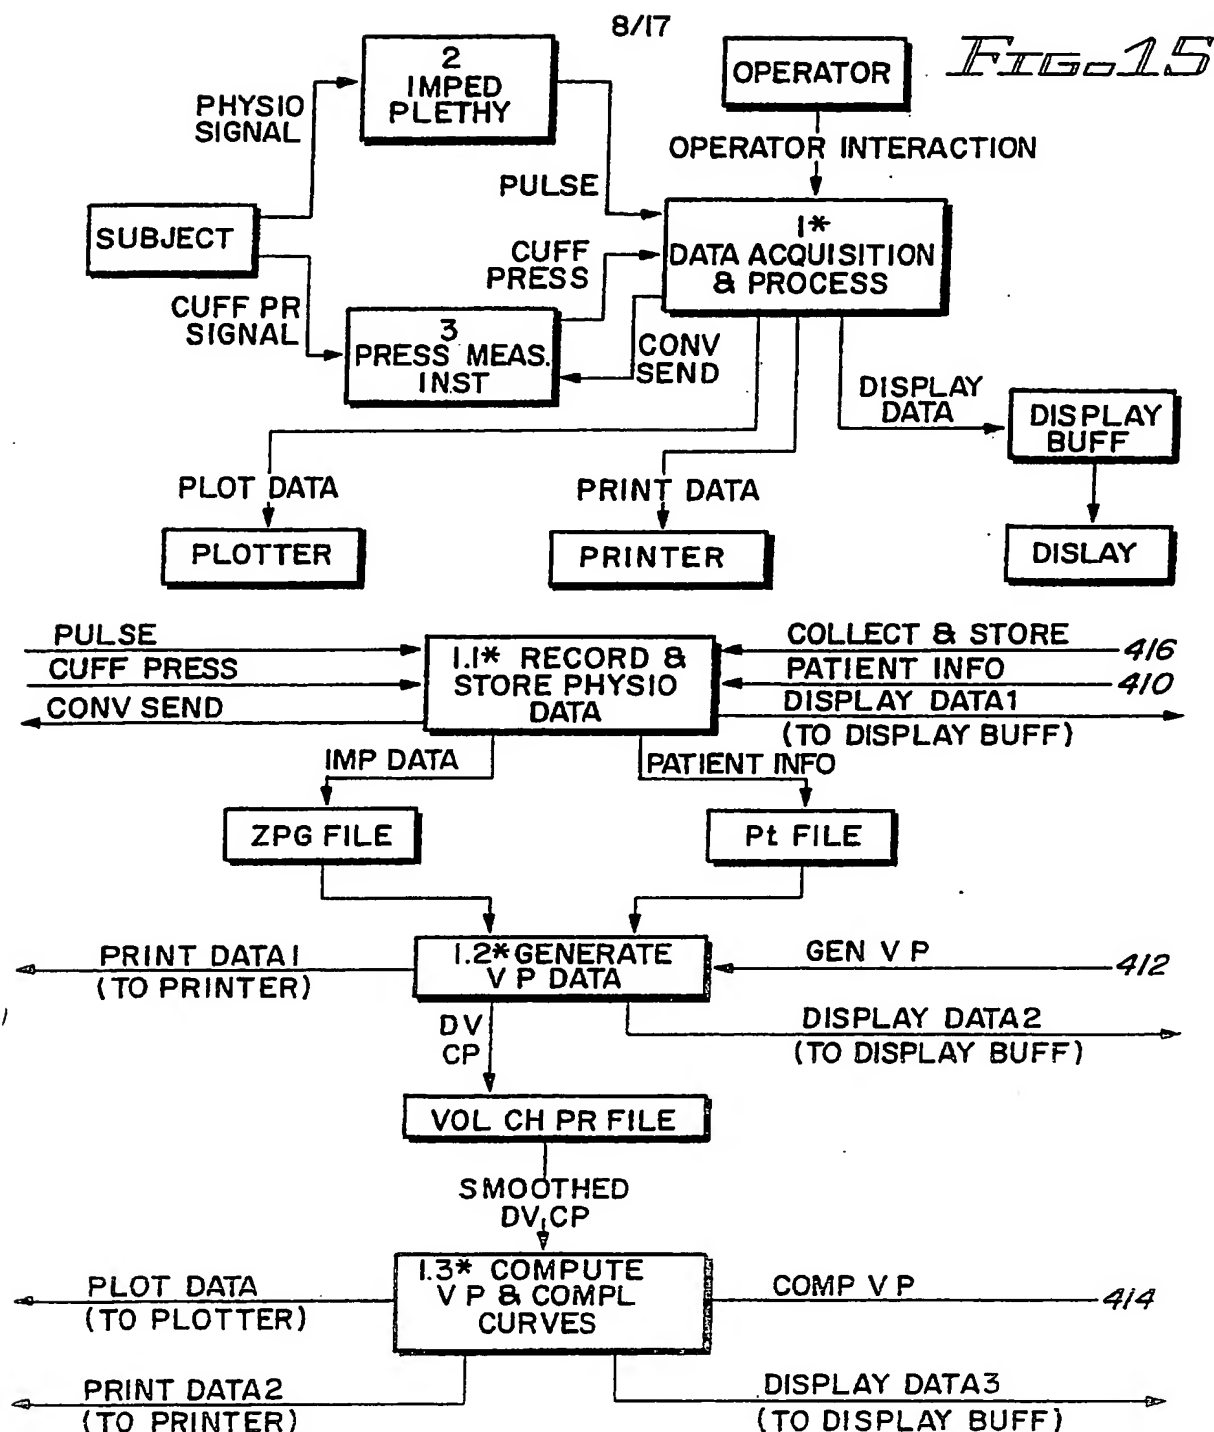 8/17
FIG. 15
2
IMPED
PLETHY
OPERATOR
PHYSIO
SIGNAL
OPERATOR INTERACTION
PULSE
SUBJECT
1*
DATA ACQUISITION
& PROCESS
CUFF
PRESS
CUFF PR
SIGNAL
3
PRESS MEAS.
INST
CONV
SEND
DISPLAY
DATA
DISPLAY
BUFF
PLOT DATA
PRINT DATA
PLOTTER
PRINTER
DISLAY
PULSE
CUFF PRESS
CONV SEND
1.1* RECORD &
STORE PHYSIO
DATA
COLLECT & STORE
416
PATIENT INFO
410
DISPLAY DATA1
(TO DISPLAY BUFF)
IMP DATA
PATIENT INFO
ZPG FILE
Pt FILE
PRINT DATA1
(TO PRINTER)
1.2* GENERATE
V P DATA
GEN V P
412
DV
CP
DISPLAY DATA2
(TO DISPLAY BUFF)
VOL CH PR FILE
SMOOTHED
DV, CP
PLOT DATA
(TO PLOTTER)
1.3* COMPUTE
V P & COMPL
CURVES
COMP V P
414
PRINT DATA2
(TO PRINTER)
DISPLAY DATA3
(TO DISPLAY BUFF)